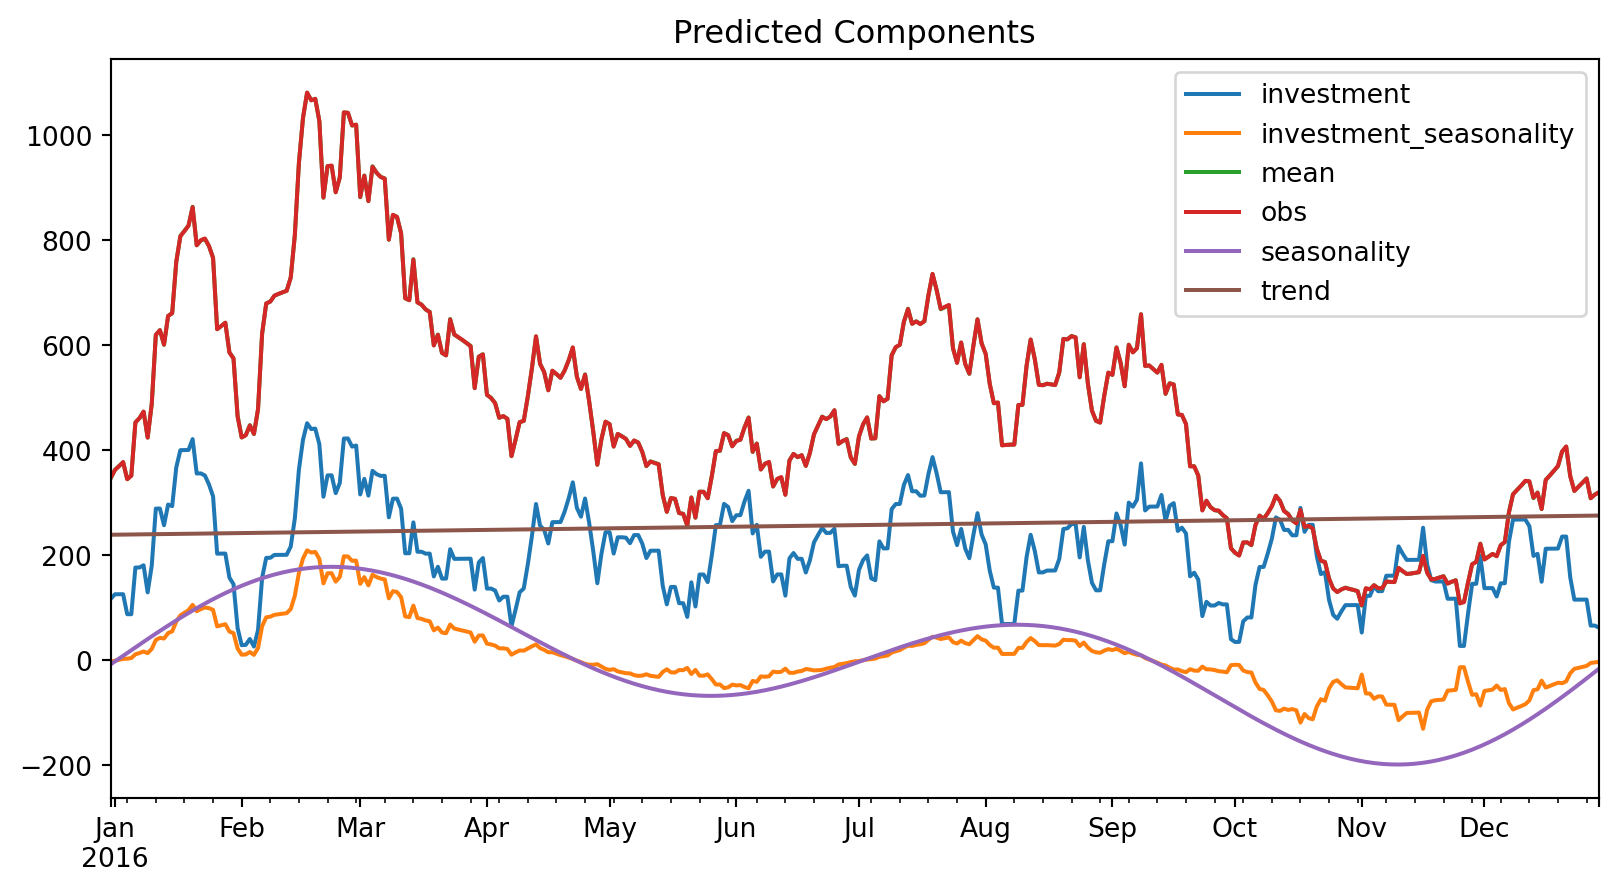 Predicted Components
investment
investment_seasonality
mean
obs
seasonality
trend
1000
800
600
400
200
0
−200
Jan Feb Mar Apr May Jun Jul Aug Sep Oct Nov Dec
2016